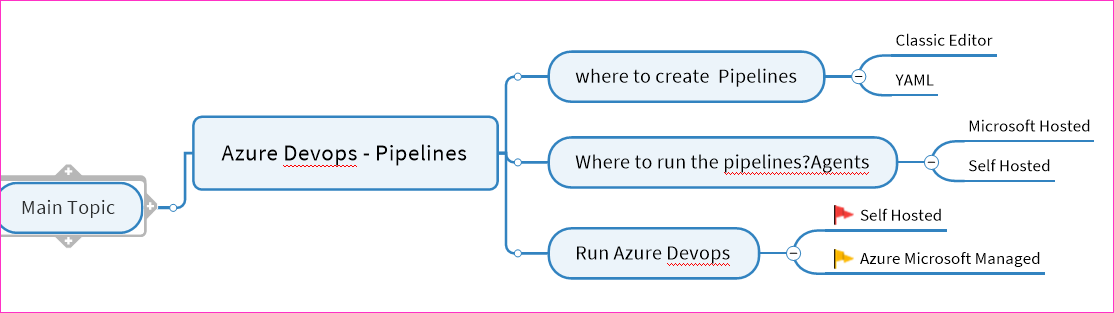 Main Topic
Azure Devops - Pipelines
where to create  Pipelines
Classic Editor
YAML
Where to run the pipelines?Agents
Microsoft Hosted
Self Hosted
Run Azure Devops
Self Hosted
Azure Microsoft Managed